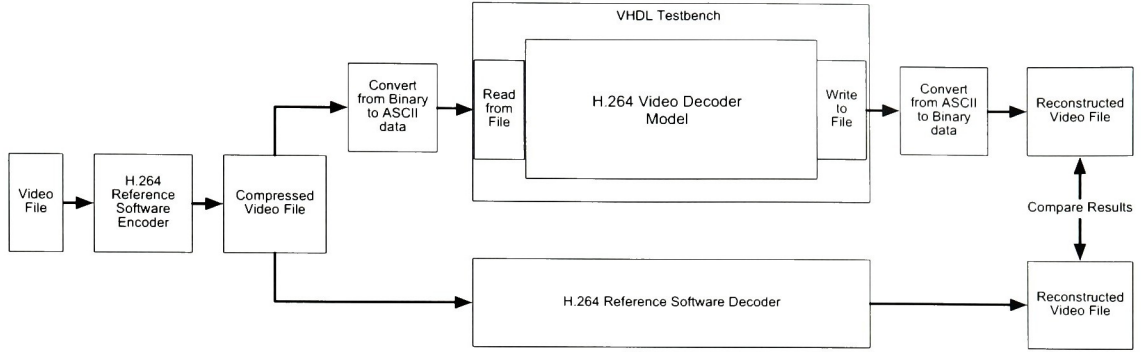 VHDL Testbench
Convert
from Binary
to ASCII
data
Read
from
File
H.264 Video Decoder
Model
Write
to
File
Convert
from ASCII
to Binary
data
Reconstructed
Video File
Video
File
H.264
Reference
Software
Encoder
Compressed
Video File
Compare Results
H.264 Reference Software Decoder
Reconstructed
Video File